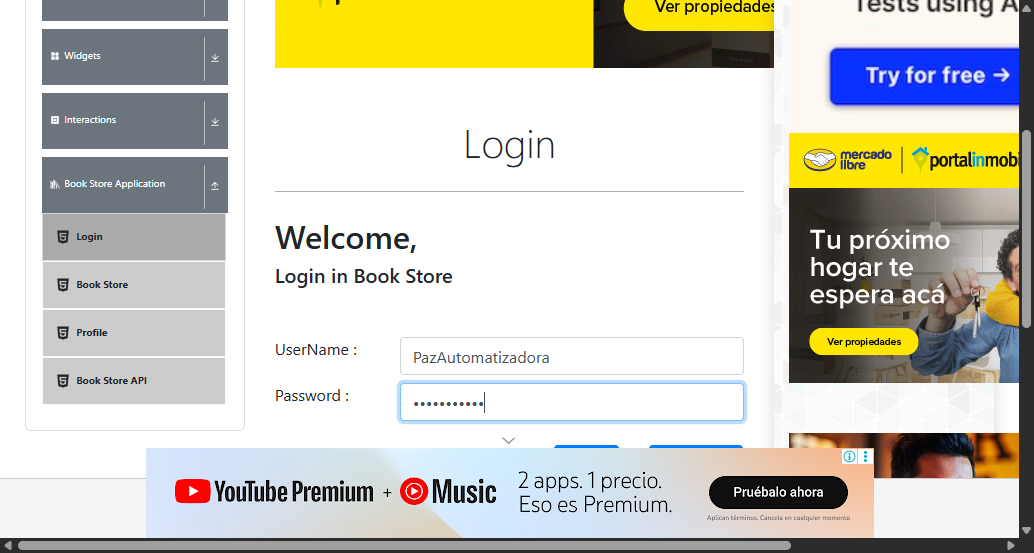 Widgets
Interactions
Book Store Application
Login
Book Store
Profile
Book Store API
Ver propiedades
Login
Welcome,
Login in Book Store
UserName :
PazAutomatizadora
Password :
•••••••••••
Tests using A
Try for free →
mercado
libre
portalinmobi
Tu próximo
hogar te
espera acá
Ver propiedades
YouTube Premium + Music
2 apps. 1 precio.
Eso es Premium.
Pruébalo ahora
Aplican términos. Cancela en cualquier momento